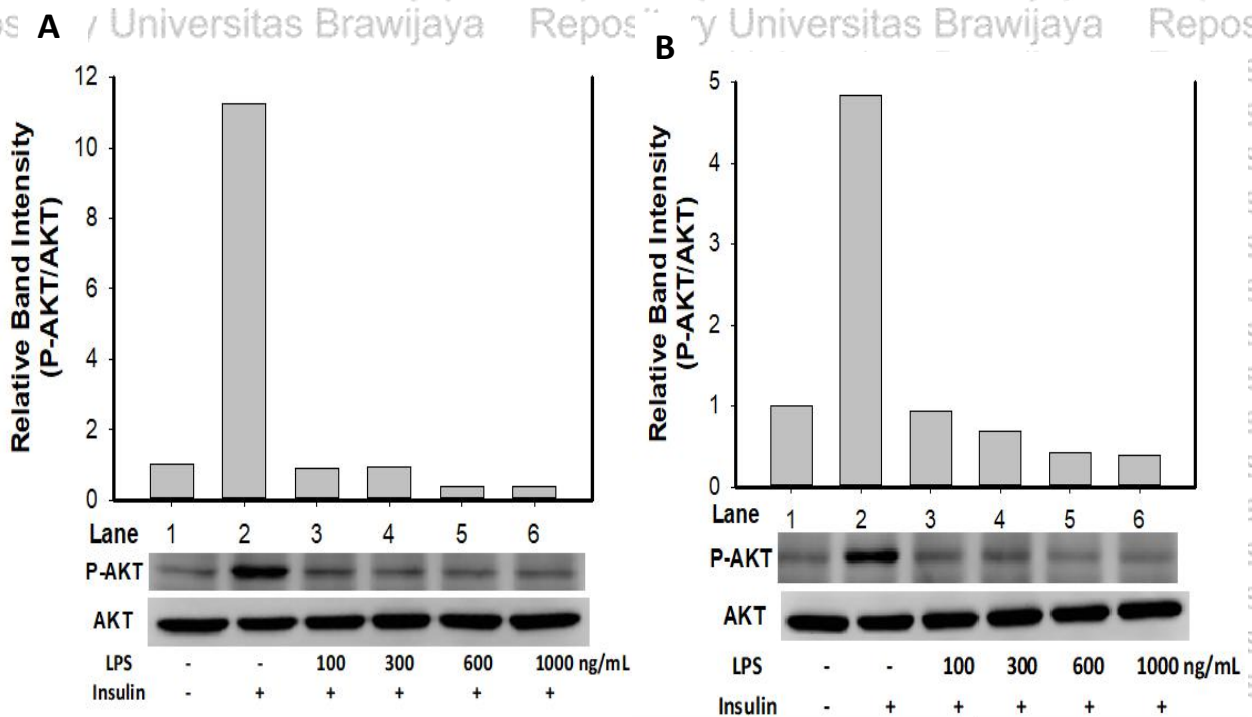 y Universitas Brawijaya Repos
y Universitas Brawijaya Repos
A
Relative Band Intensity
(P-AKT/AKT)
12
10
8
6
4
2
0
Lane 1 2 3 4 5 6
P-AKT
AKT
LPS - - 100 300 600 1000 ng/mL
Insulin - + + + + +
B
Relative Band Intensity
(P-AKT/AKT)
5
4
3
2
1
0
Lane 1 2 3 4 5 6
P-AKT
AKT
LPS - - 100 300 600 1000 ng/mL
Insulin - + + + + +